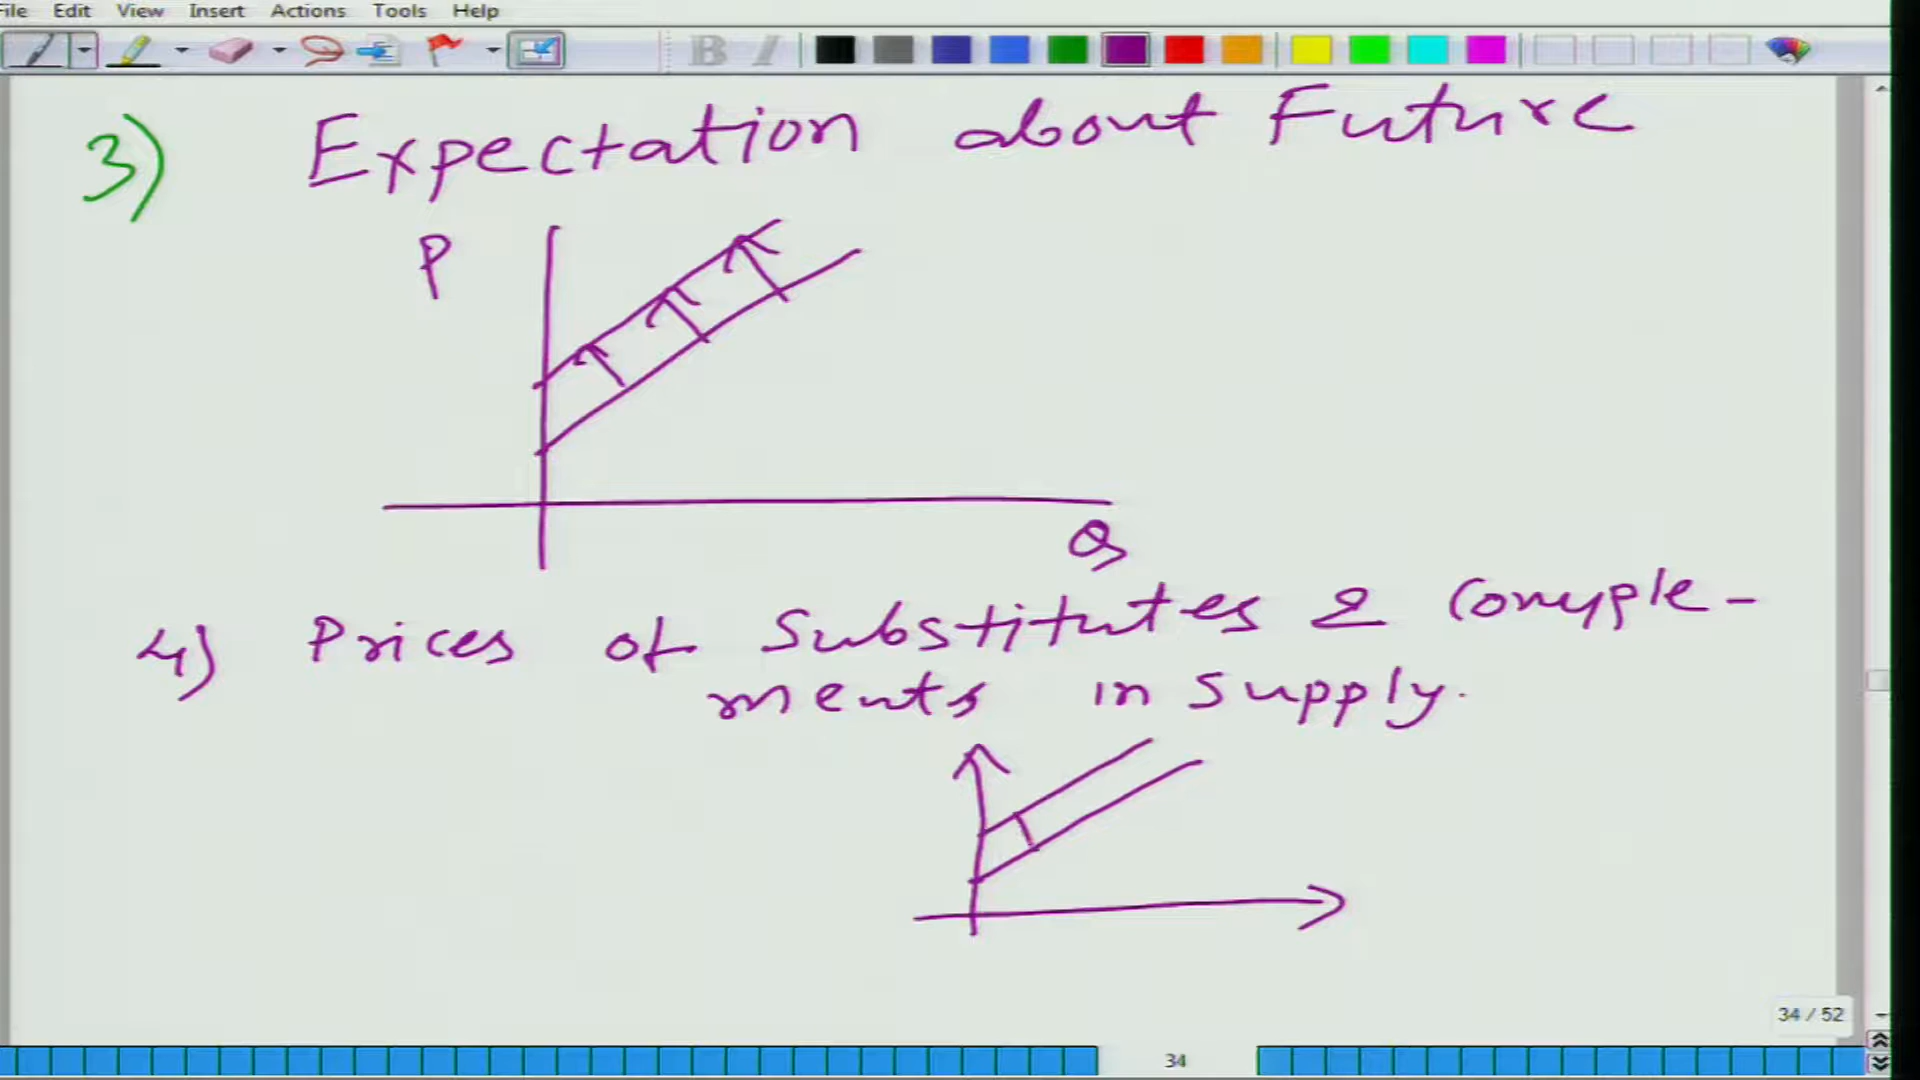 File Edit View Insert Actions Tools Help
B I
3) Expectation about Future
P
Q
4) Prices of Substitutes & Comple-
ments in supply.
34 / 52
34